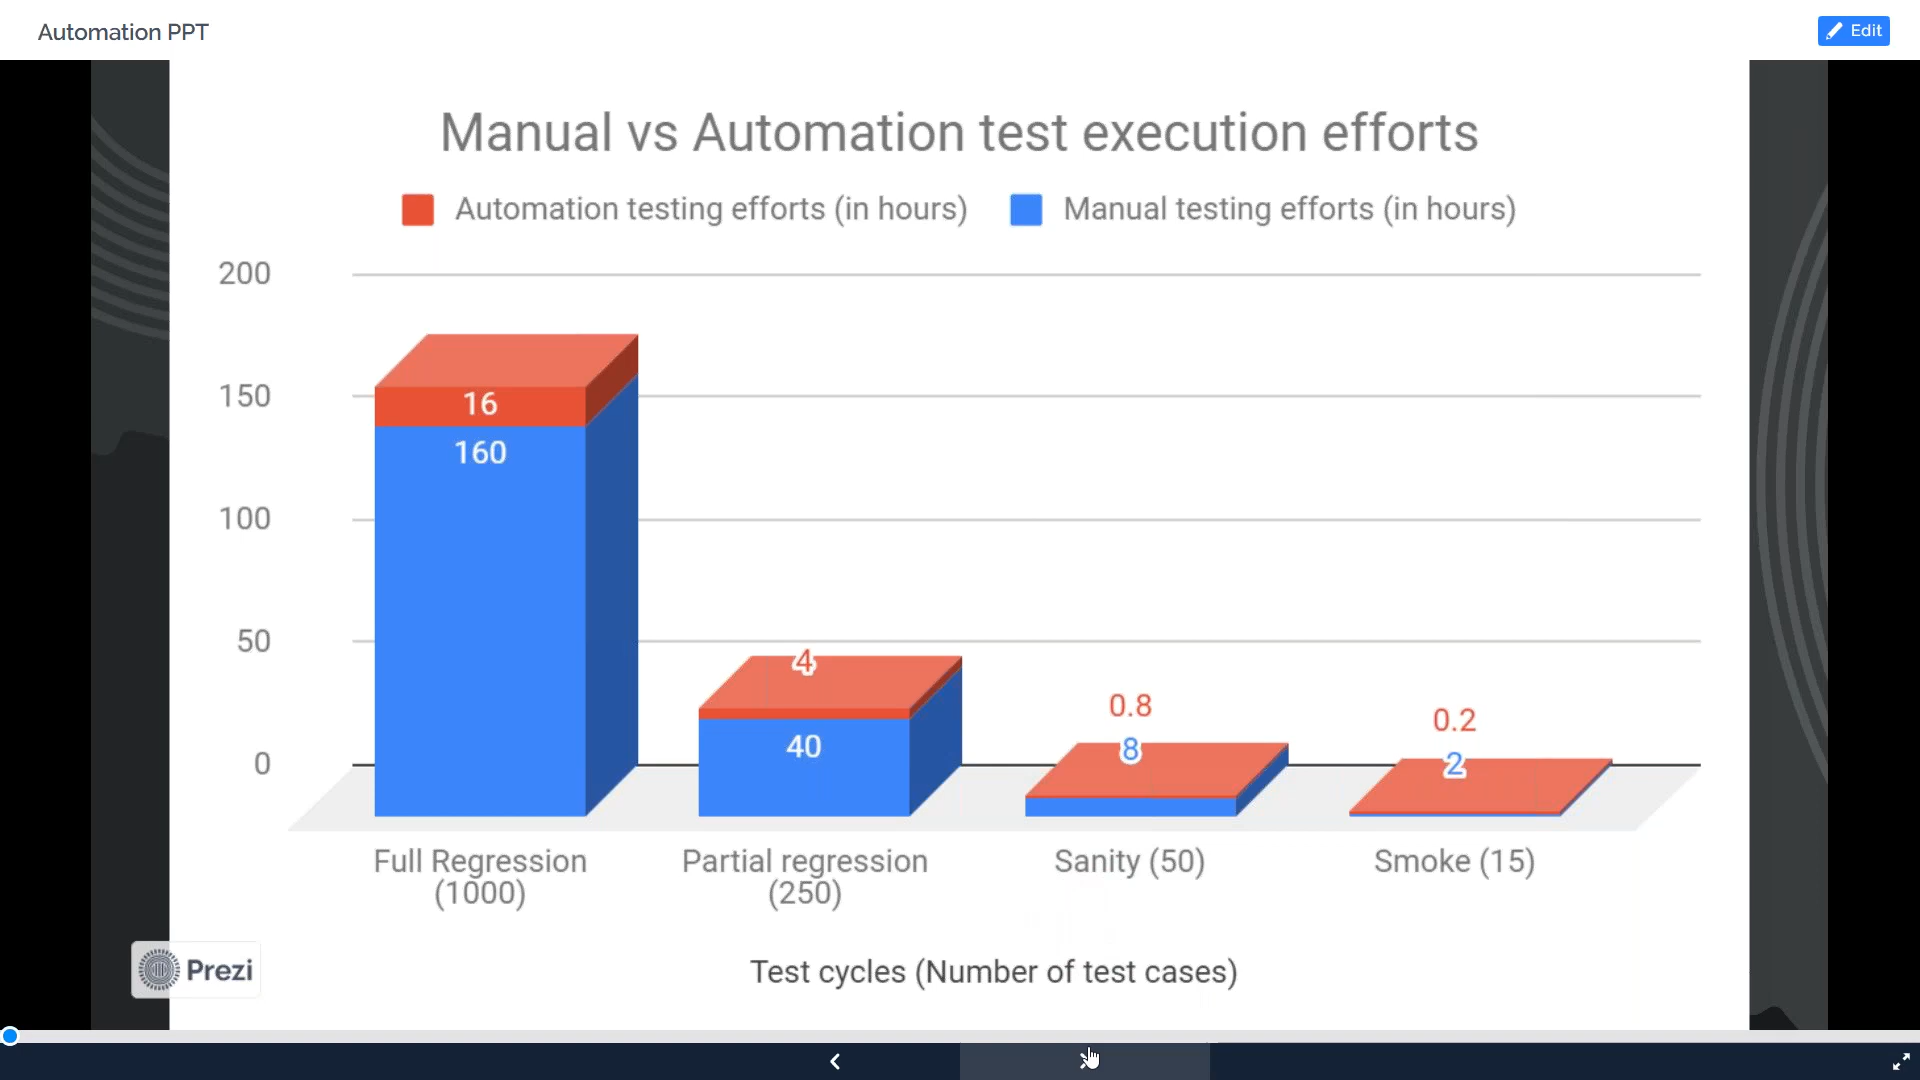 Automation PPT
Edit
Manual vs Automation test execution efforts
Automation testing efforts (in hours) Manual testing efforts (in hours)
200
150
100
50
0
16
160
4
40
0.8
8
0.2
2
Full Regression
(1000)
Partial regression
(250)
Sanity (50)
Smoke (15)
Test cycles (Number of test cases)
Prezi